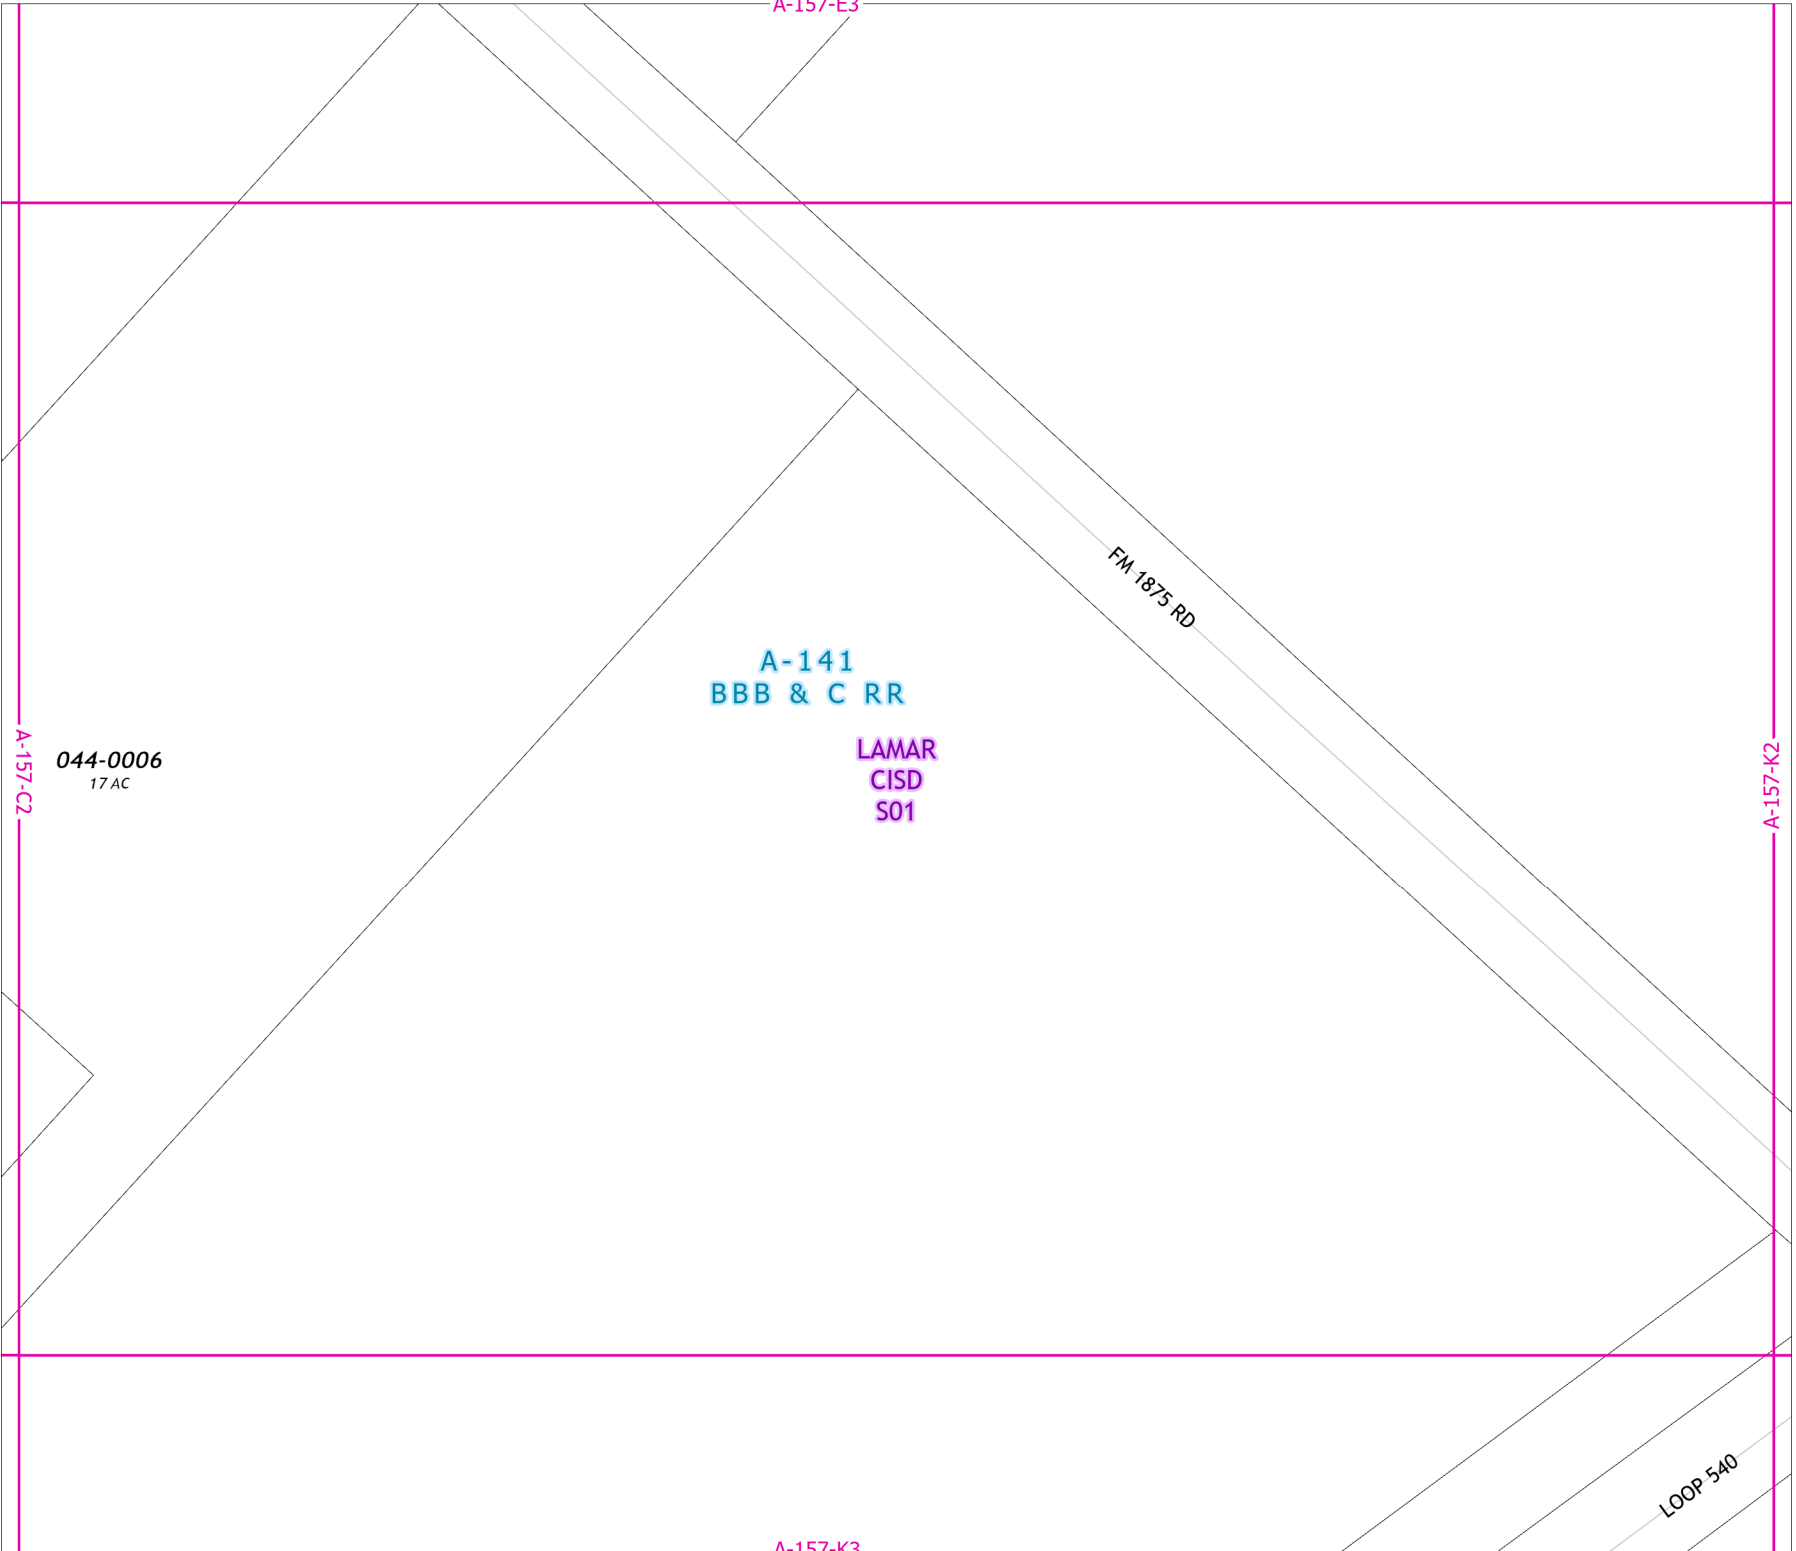 A-157-E3
FM 1875 RD
A-141
BBB & C RR
LAMAR
CISD
S01
A-157-C2
044-0006
17 AC
A-157-K2
LOOP 540
A-157-K3